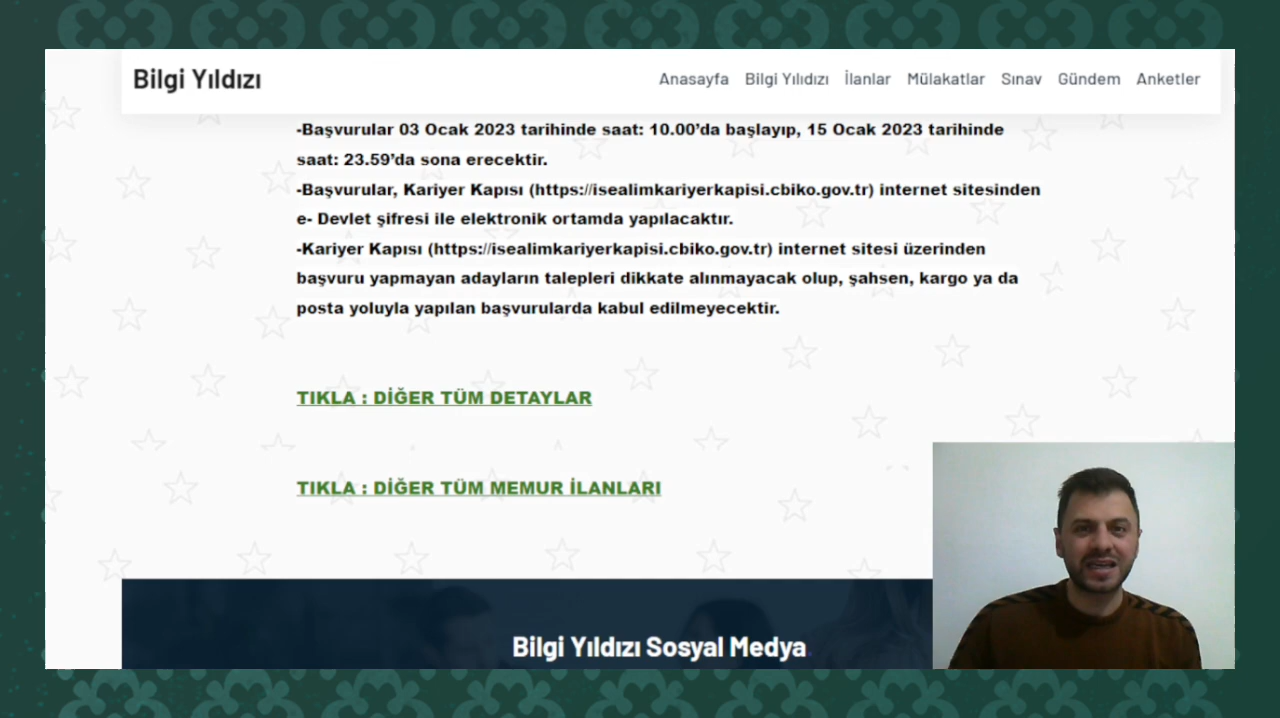 Bilgi Yıldızı
Anasayfa Bilgi Yılıdızı İlanlar Mülakatlar Sınav Gündem Anketler
-Başvurular 03 Ocak 2023 tarihinde saat: 10.00’da başlayıp, 15 Ocak 2023 tarihinde
saat: 23.59’da sona erecektir.
-Başvurular, Kariyer Kapısı (https://isealimkariyerkapisi.cbiko.gov.tr) internet sitesinden
e- Devlet şifresi ile elektronik ortamda yapılacaktır.
-Kariyer Kapısı (https://isealimkariyerkapisi.cbiko.gov.tr) internet sitesi üzerinden
başvuru yapmayan adayların talepleri dikkate alınmayacak olup, şahsen, kargo ya da
posta yoluyla yapılan başvurularda kabul edilmeyecektir.
TIKLA : DİĞER TÜM DETAYLAR
TIKLA : DİĞER TÜM MEMUR İLANLARI
Bilgi Yıldızı Sosyal Medya